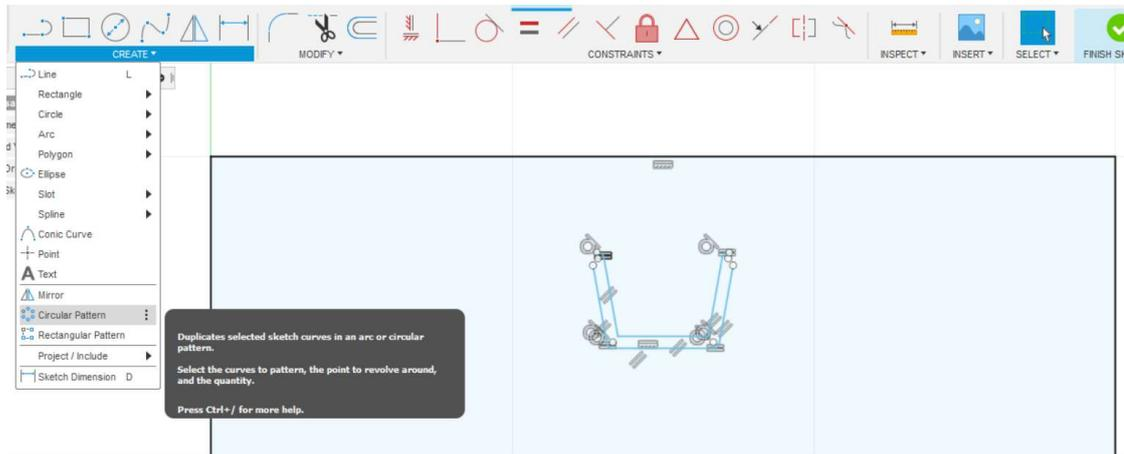 CREATE ▾
MODIFY ▾
CONSTRAINTS ▾
INSPECT ▾
INSERT ▾
SELECT ▾
FINISH SK
Line L
Rectangle
Circle
Arc
Polygon
Ellipse
Slot
Spline
Conic Curve
Point
A Text
Mirror
Circular Pattern
Rectangular Pattern
Project / Include
Sketch Dimension D
Duplicates selected sketch curves in an arc or circular
pattern.
Select the curves to pattern, the point to revolve around,
and the quantity.
Press Ctrl+/ for more help.